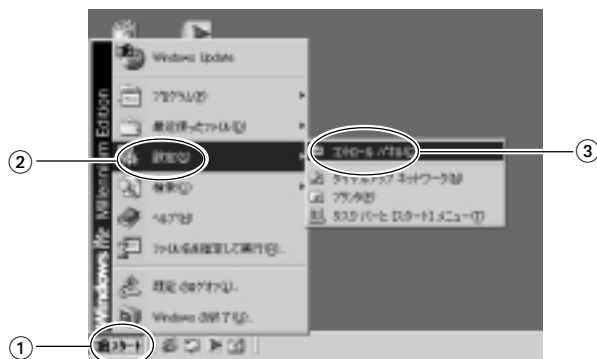 Windows Update
プログラム(P)
最近使ったファイル(D)
設定(S)
検索(C)
ヘルプ(H)
ファイル名を指定して実行(R)...
Windows の終了(U)...
スタート
コントロール パネル(C)
ダイヤルアップ ネットワーク(N)
プリンタ(P)
タスク バーと [スタート] メニュー(T)
Windows Me Millennium Edition
①
②
③